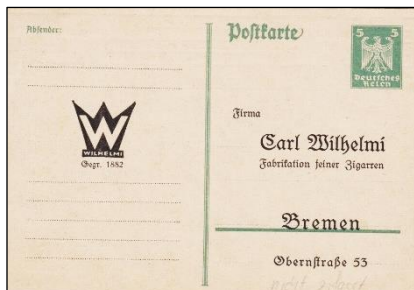 Absender:
W
WILHELMI
Gegr. 1882
Postkarte
5 5
Deutsches
Reich
Firma
Carl Wilhelmi
Fabrikation feiner Zigarren
Bremen
Obernstraße 53